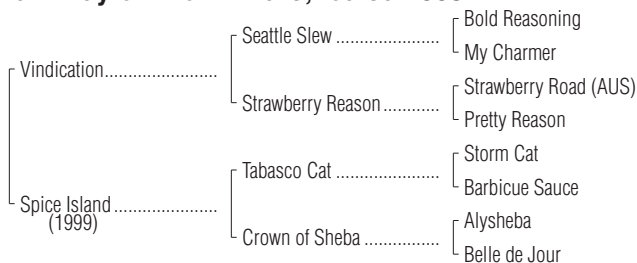 Bold Reasoning
Seattle Slew
My Charmer
Vindication
Strawberry Road (AUS)
Strawberry Reason
Pretty Reason
Storm Cat
Tabasco Cat
Barbicue Sauce
Spice Island
(1999)
Alysheba
Crown of Sheba
Belle de Jour